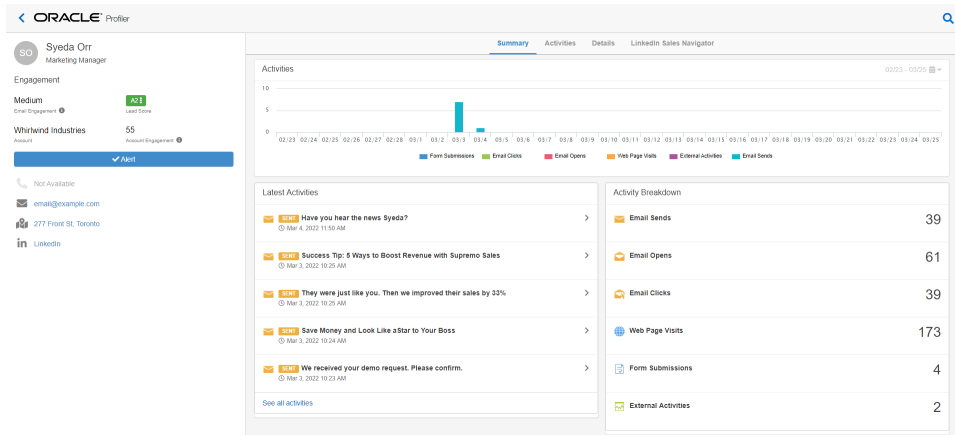 ORACLE Profiler
SO
Syeda Orr
Marketing Manager
Engagement
Medium
Email Engagement
A2
Lead Score
Whirlwind Industries
Account
55
Account Engagement
Alert
Not Available
email@example.com
277 Front St, Toronto
LinkedIn
Summary Activities Details LinkedIn Sales Navigator
Activities
02/23 - 03/25
10
5
0
02/23 02/24 02/25 02/26 02/27 02/28 03/1 03/2 03/3 03/4 03/5 03/6 03/7 03/8 03/9 03/10 03/11 03/12 03/13 03/14 03/15 03/16 03/17 03/18 03/19 03/20 03/21 03/22 03/23 03/24 03/25
Form Submissions Email Clicks Email Opens Web Page Visits External Activities Email Sends
Latest Activities
SENT Have you hear the news Syeda?
Mar 4, 2022 11:50 AM
SENT Success Tip: 5 Ways to Boost Revenue with Supremo Sales
Mar 3, 2022 10:25 AM
SENT They were just like you. Then we improved their sales by 33%
Mar 3, 2022 10:25 AM
SENT Save Money and Look Like aStar to Your Boss
Mar 3, 2022 10:24 AM
SENT We received your demo request. Please confirm.
Mar 3, 2022 10:23 AM
See all activities
Activity Breakdown
Email Sends 39
Email Opens 61
Email Clicks 39
Web Page Visits 173
Form Submissions 4
External Activities 2